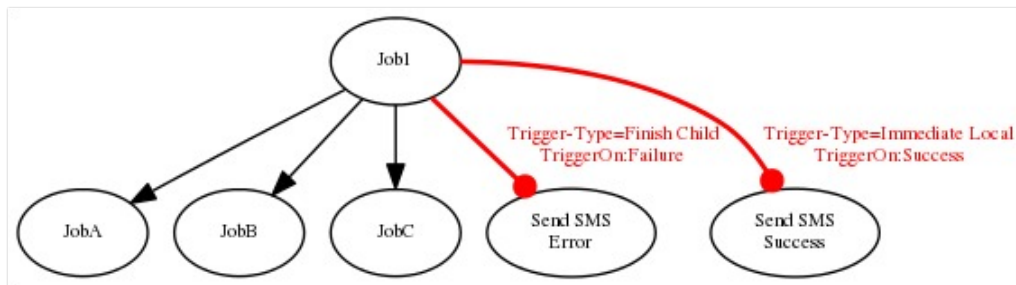 Job1
Trigger-Type=Finish Child
TriggerOn:Failure
Trigger-Type=Immediate Local
TriggerOn:Success
JobA
JobB
JobC
Send SMS
Error
Send SMS
Success